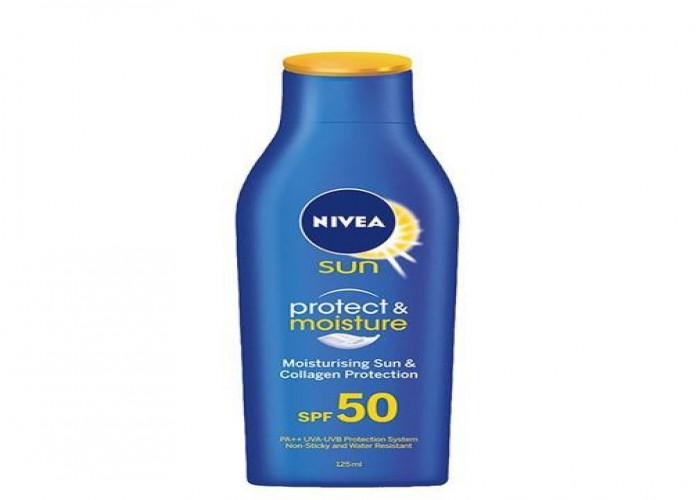 NIVEA
sun
protect &
moisture
Moisturising Sun &
Collagen Protection
SPF 50
PA++ UVA-UVB Protection System
Non-Sticky and Water Resistant
125ml